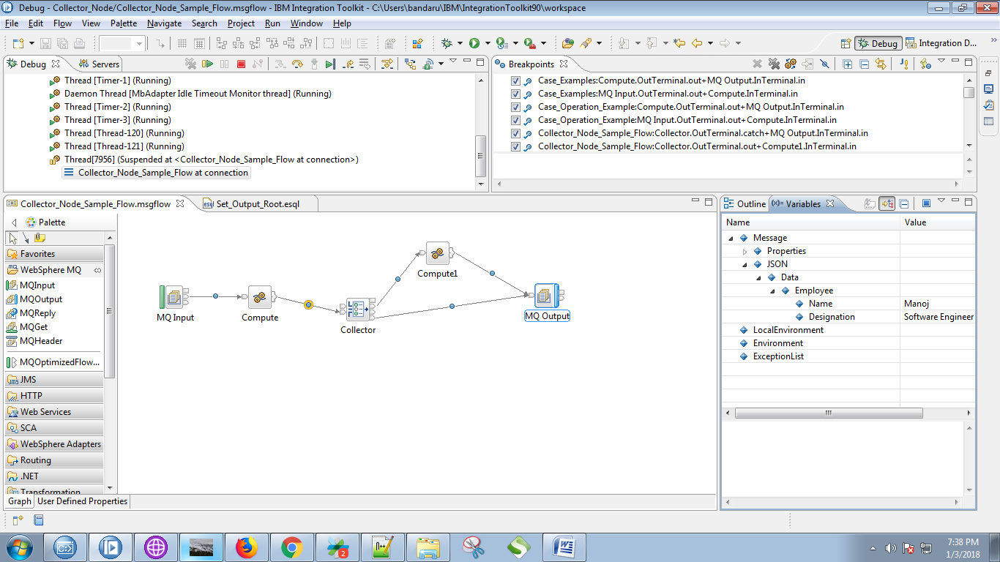 Debug - Collector_Node/Collector_Node_Sample_Flow.msgflow - IBM Integration Toolkit - C:\Users\bandaru\IBM\IntegrationToolkit90\workspace
File Edit Flow View Palette Navigate Search Project Run Window Help
Debug Integration D...
Debug Servers
Thread [Timer-1] (Running)
Daemon Thread [MbAdapter Idle Timeout Monitor thread] (Running)
Thread [Timer-2] (Running)
Thread [Timer-3] (Running)
Thread [Thread-120] (Running)
Thread [Thread-121] (Running)
Thread[7956] (Suspended at <Collector_Node_Sample_Flow at connection>)
Collector_Node_Sample_Flow at connection
Breakpoints
Case_Examples:Compute.OutTerminal.out+MQ Output.InTerminal.in
Case_Examples:MQ Input.OutTerminal.out+Compute.InTerminal.in
Case_Operation_Example:Compute.OutTerminal.out+MQ Output.InTerminal.in
Case_Operation_Example:MQ Input.OutTerminal.out+Compute.InTerminal.in
Collector_Node_Sample_Flow:Collector.OutTerminal.catch+MQ Output.InTerminal.in
Collector_Node_Sample_Flow:Collector.OutTerminal.out+Compute1.InTerminal.in
Collector_Node_Sample_Flow.msgflow Set_Output_Root.esql
Palette
Favorites
WebSphere MQ
MQInput
MQOutput
MQReply
MQGet
MQHeader
MQOptimizedFlow...
JMS
HTTP
Web Services
SCA
WebSphere Adapters
Routing
.NET
Transformation
MQ Input
Compute
Collector
Compute1
MQ Output
Graph User Defined Properties
Outline Variables
Name Value
Message
Properties
JSON
Data
Employee
Name Manoj
Designation Software Engineer
LocalEnvironment
Environment
ExceptionList
7:38 PM
1/3/2018